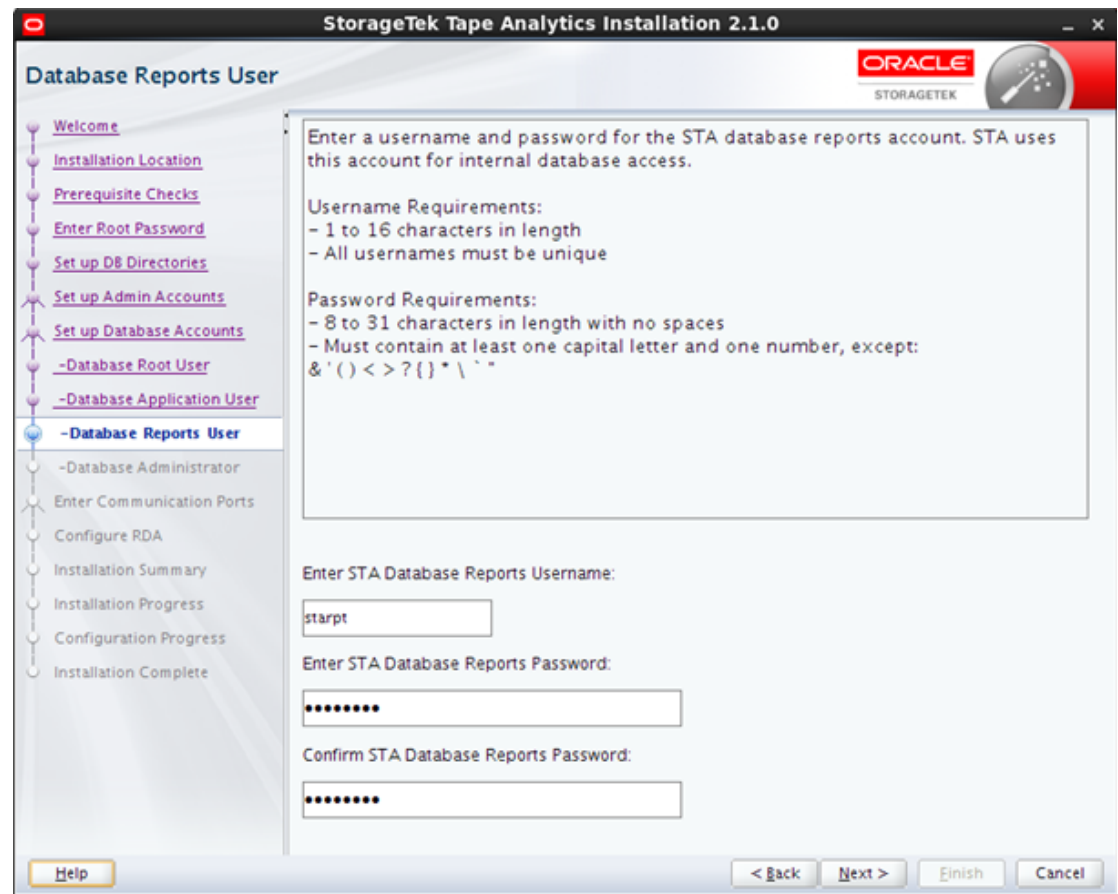 StorageTek Tape Analytics Installation 2.1.0
Database Reports User
ORACLE
STORAGETEK
Welcome
Installation Location
Prerequisite Checks
Enter Root Password
Set up DB Directories
Set up Admin Accounts
Set up Database Accounts
-Database Root User
-Database Application User
-Database Reports User
-Database Administrator
Enter Communication Ports
Configure RDA
Installation Summary
Installation Progress
Configuration Progress
Installation Complete
Enter a username and password for the STA database reports account. STA uses
this account for internal database access.
Username Requirements:
- 1 to 16 characters in length
- All usernames must be unique
Password Requirements:
- 8 to 31 characters in length with no spaces
- Must contain at least one capital letter and one number, except:
& ' ( ) < > ? { } * \ ` "
Enter STA Database Reports Username:
starpt
Enter STA Database Reports Password:
••••••••
Confirm STA Database Reports Password:
••••••••
Help
< Back
Next >
Finish
Cancel